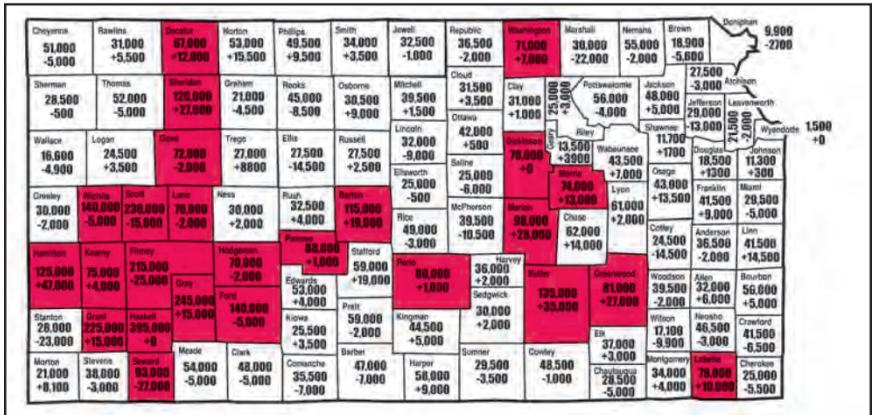 Cheyenne 51,000 -5,000
Rawlins 31,000 +5,500
Decatur 67,000 +12,000
Norton 53,000 +15,500
Phillips 49,500 +9,500
Smith 34,000 +3,500
Jewell 32,500 -1,000
Republic 36,500 -2,000
Washington 71,000 +7,000
Marshall 30,000 -22,000
Nemaha 55,000 -2,000
Brown 18,900 -5,600
Doniphan 9,900 -2700
Sherman 28,500 -500
Thomas 52,000 -5,000
Sheridan 120,000 +27,000
Graham 21,000 -4,500
Rooks 45,000 -8,500
Osborne 30,500 +9,000
Mitchell 39,500 +1,500
Cloud 31,500 +3,500
Clay 31,000 +1,000
25,000 +3,000
Pottawatomie 56,000 -4,000
Jackson 48,000 +5,000
27,500 -3,000 Atchison
Jefferson 29,000 -13,000
Leavenworth 21,500 -2,000
Wyandotte 1,500 +0
Wallace 16,600 -4,900
Logan 24,500 +3,500
Gove 72,000 -2,000
Trego 27,000 +8800
Ellis 27,500 -14,500
Russell 27,500 +2,500
Lincoln 32,000 -9,000
Ottawa 42,000 +500
Saline 25,000 -6,000
Dickinson 70,000 +0
Geary
Riley 13,500 +3900
Wabaunsee 43,500 +7,000
Shawnee 11,700 +1700
Douglas 18,500 +1300
Johnson 11,300 +300
Greeley 30,000 -2,000
Wichita 140,000 -5,000
Scott 230,000 -15,000
Lane 70,000 -2,000
Ness 30,000 +2,000
Rush 32,500 +4,000
Barton 115,000 +19,000
Ellsworth 25,000 -500
Rice 49,000 -3,000
McPherson 39,500 -10,500
Marion 98,000 +28,000
Morris 74,000 +13,000
Chase 62,000 +14,000
Lyon 61,000 +2,000
Osage 43,000 +13,500
Franklin 41,500 +9,000
Miami 29,500 -5,000
Hamilton 125,000 +47,000
Kearny 75,000 +4,000
Finney 215,000 -25,000
Hodgeman 70,000 -2,000
Pawnee 88,000 +1,000
Stafford 59,000 +19,000
Reno 80,000 +1,000
Harvey 36,000 +2,000
Butler 135,000 +35,000
Greenwood 81,000 +27,000
Coffey 24,500 -14,500
Anderson 36,500 -2,000
Linn 41,500 +14,500
Gray 245,000 +15,000
Ford 140,000 -5,000
Edwards 53,000 +4,000
Sedgwick 30,000 +2,000
Woodson 39,500 -2,000
Allen 32,000 +6,000
Bourbon 56,000 +5,000
Stanton 28,000 -23,000
Grant 225,000 +15,000
Haskell 395,000 +0
Kiowa 25,500 +3,500
Pratt 59,000 -2,000
Kingman 44,500 +5,000
Elk 37,000 +3,000
Wilson 17,100 -9,900
Neosho 46,500 -3,000
Crawford 41,500 -6,500
Morton 21,000 +8,100
Stevens 38,000 -3,000
Seward 93,000 -27,000
Meade 54,000 -5,000
Clark 48,000 -5,000
Comanche 35,500 -7,000
Barber 47,000 -7,000
Harper 58,000 +9,000
Sumner 29,500 -3,500
Cowley 48,500 -1,000
Chautauqua 28,500 -5,000
Montgomery 34,000 +4,000
Labette 79,000 +10,000
Cherokee 25,000 -5,500